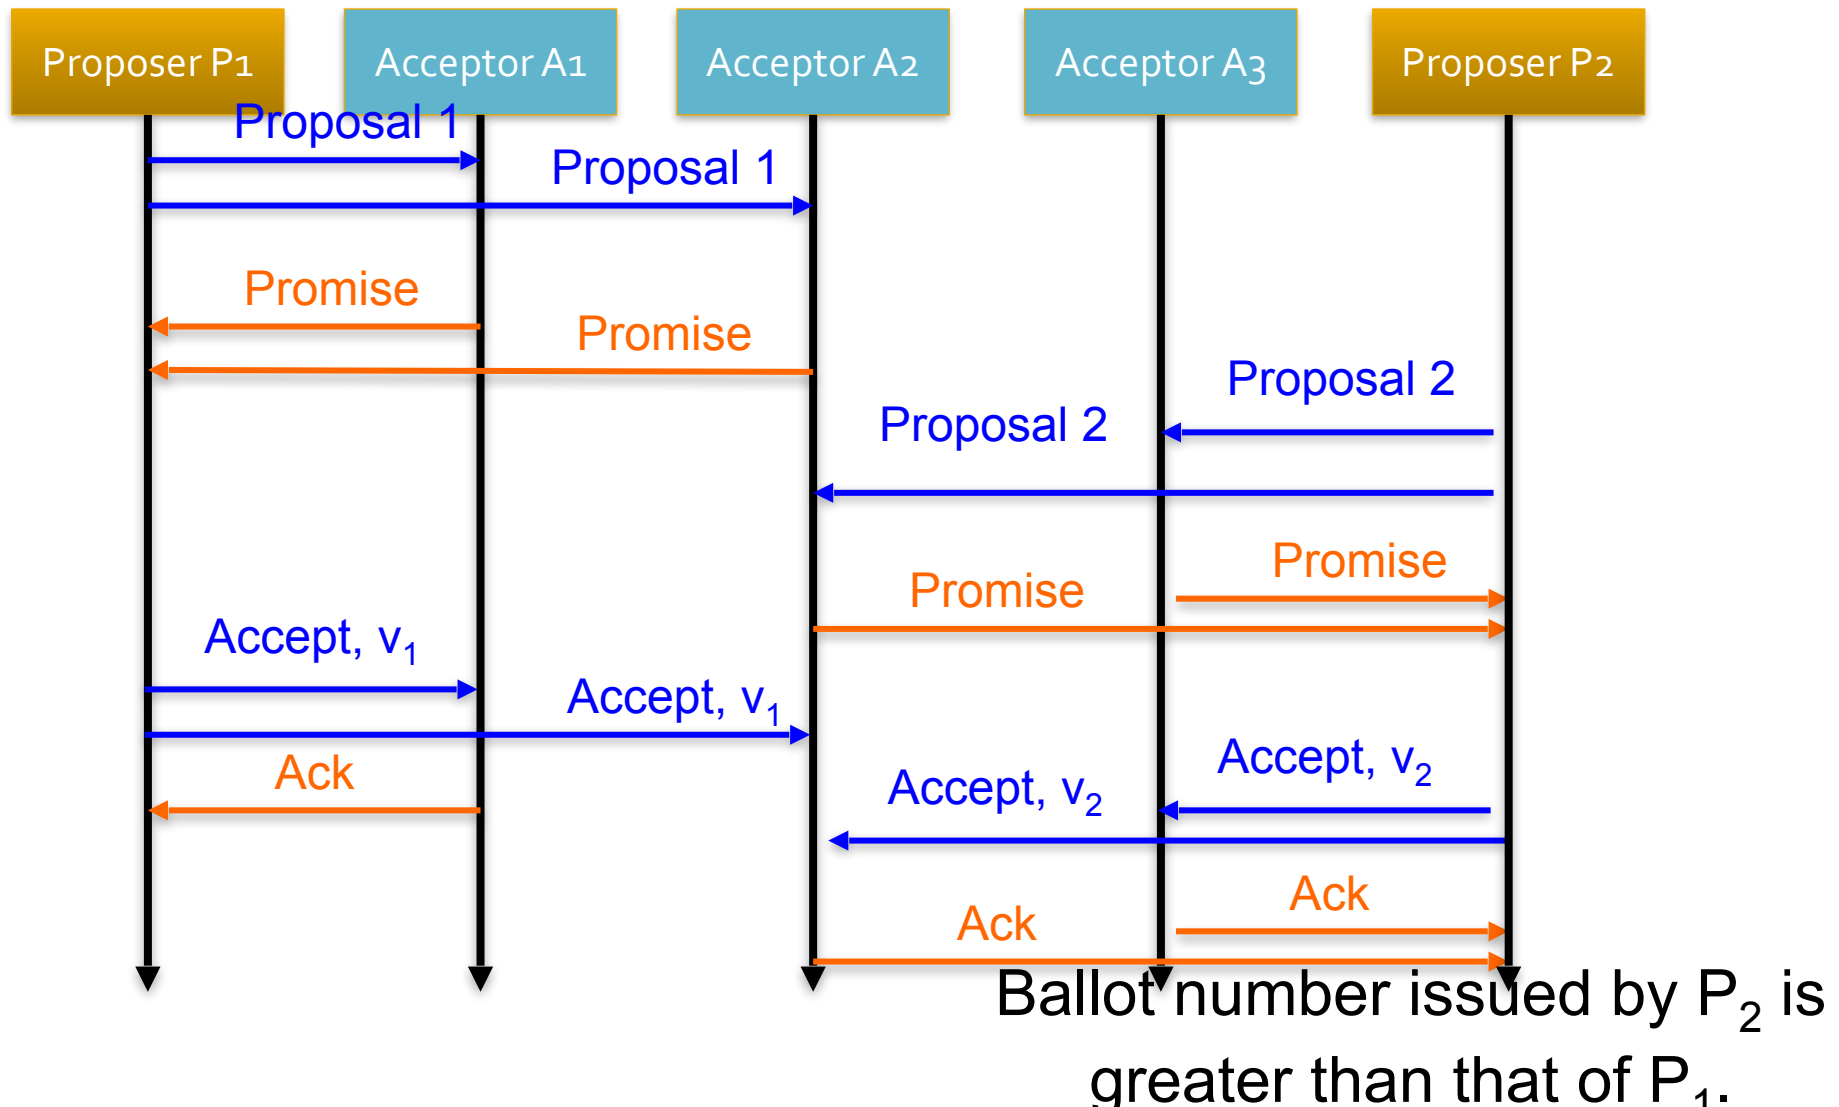 Proposer P1
Acceptor A1
Acceptor A2
Acceptor A3
Proposer P2
Proposal 1
Proposal 1
Promise
Promise
Proposal 2
Proposal 2
Promise
Promise
Accept, v1
Accept, v1
Ack
Accept, v2
Accept, v2
Ack
Ack
Ballot number issued by P2 is
greater than that of P1.